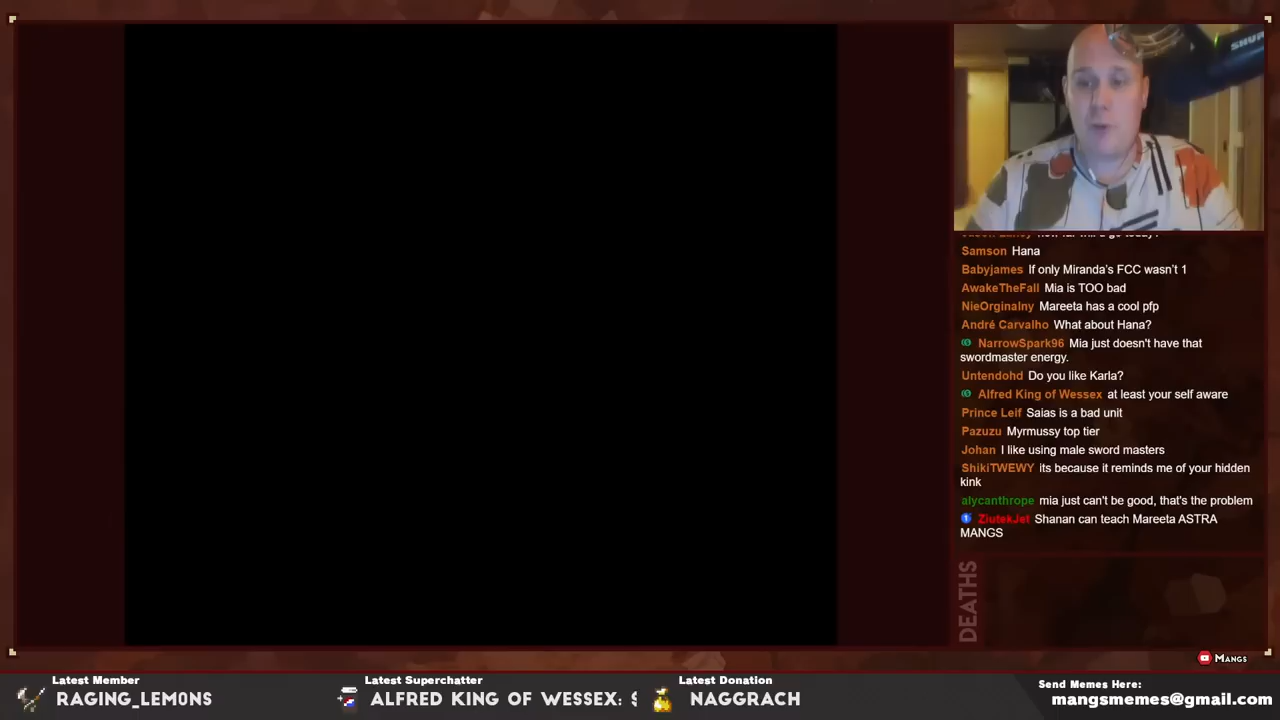 SHURE
Samson Hana
Babyjames If only Miranda's FCC wasn't 1
AwakeTheFall Mia is TOO bad
NieOrginalny Mareeta has a cool pfp
André Carvalho What about Hana?
NarrowSpark96 Mia just doesn't have that
swordmaster energy.
Untendohd Do you like Karla?
Alfred King of Wessex at least your self aware
Prince Leif Saias is a bad unit
Pazuzu Myrmussy top tier
Johan I like using male sword masters
ShikiTWEWY its because it reminds me of your hidden
kink
alycanthrope mia just can't be good, that's the problem
ZiutekJet Shanan can teach Mareeta ASTRA
MANGS
DEATHS
Mangs
Latest Member
RAGING_LEM0NS
Latest Superchatter
ALFRED KING OF WESSEX: $
Latest Donation
NAGGRACH
Send Memes Here:
mangsmemes@gmail.com